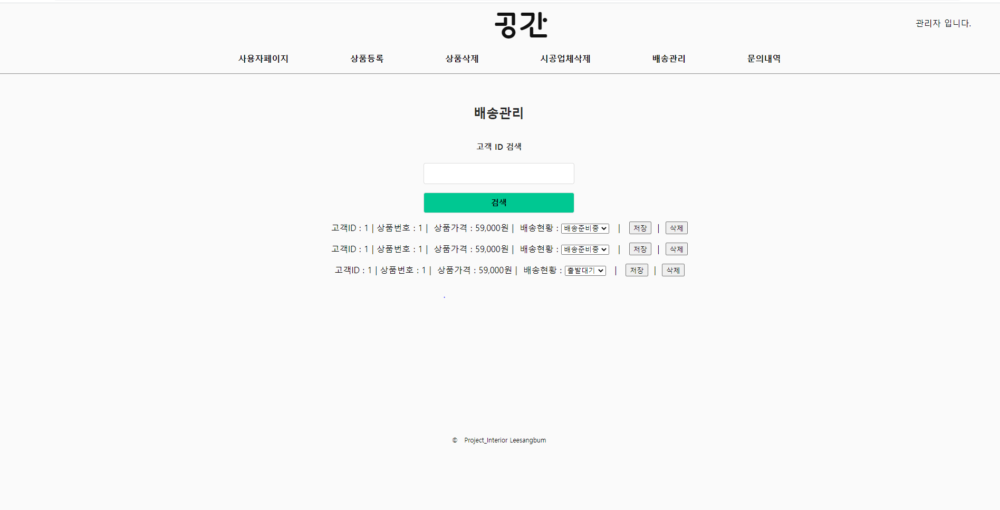 공간
관리자 입니다.
사용자페이지 상품등록 상품삭제 시공업체삭제 배송관리 문의내역
배송관리
고객 ID 검색
검색
고객ID : 1 | 상품번호 : 1 | 상품가격 : 59,000원 | 배송현황 : 배송준비중 | 저장 | 삭제
고객ID : 1 | 상품번호 : 1 | 상품가격 : 59,000원 | 배송현황 : 배송준비중 | 저장 | 삭제
고객ID : 1 | 상품번호 : 1 | 상품가격 : 59,000원 | 배송현황 : 출발대기 | 저장 | 삭제
.
© Project_Interior Leesangbum